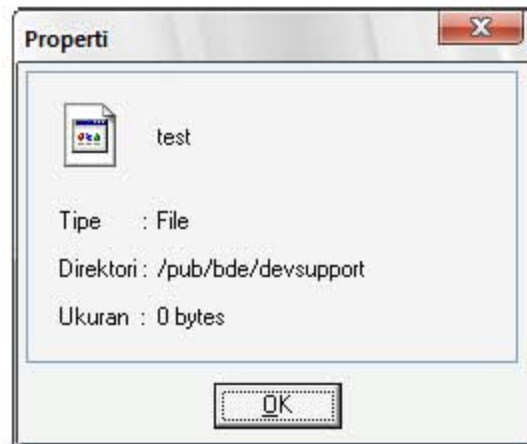 Properti
test
Tipe : File
Direktori : /pub/bde/devsupport
Ukuran : 0 bytes
OK